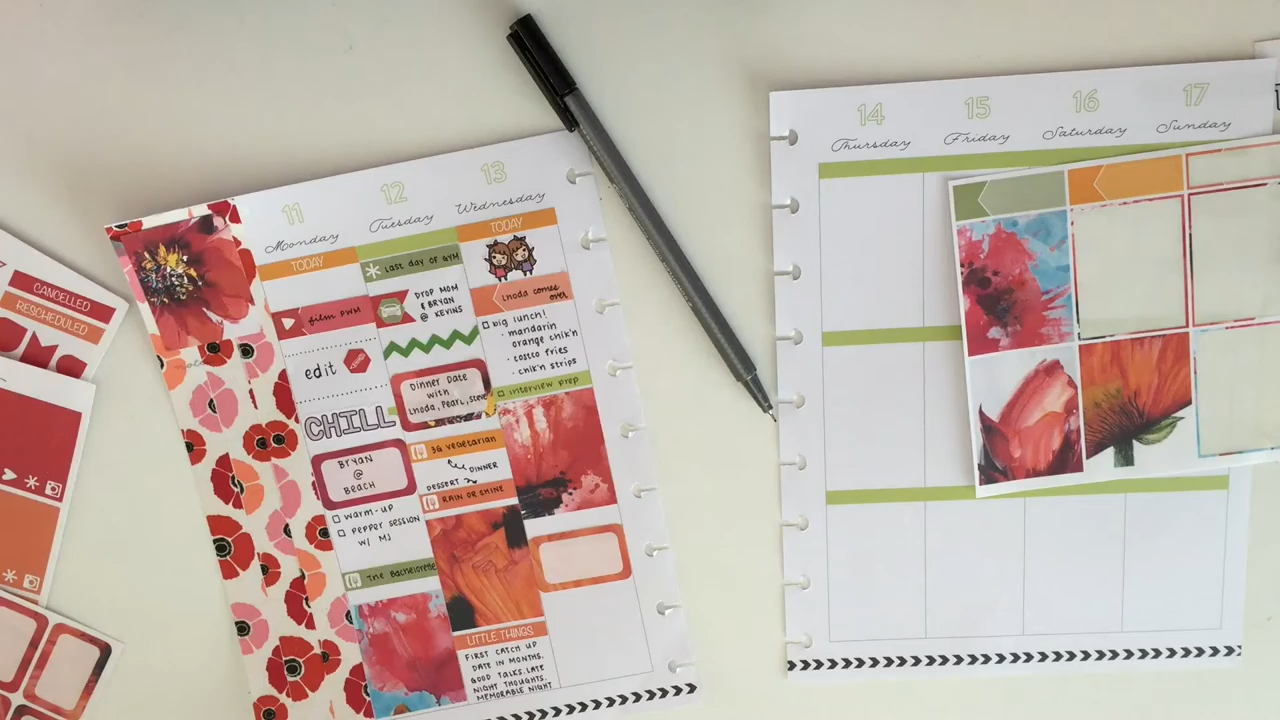 CANCELLED
RESCHEDULED
11
Monday
TODAY
film PWM
edit
CHILL
BRYAN
@
BEACH
WARM-UP
PEPPER SESSION
W/ MJ
The Bachelorette
12
Tuesday
LAST DAY OF GYM
DROP MOM
& BRYAN
@ KEVINS
DINNER DATE
WITH
Lhoda, Pearl, Steve
3G VEGETARIAN
DINNER
DESSERT
RAIN OR SHINE
LITTLE THINGS
FIRST CATCH UP
DATE IN MONTHS.
GOOD TALKS. LATE
NIGHT THOUGHTS.
MEMORABLE NIGHT
13
Wednesday
TODAY
Lhoda comes
over
big lunch!
· mandarin
orange chik'n
· costco fries
· chik'n strips
interview prep
14
Thursday
15
Friday
16
Saturday
17
Sunday